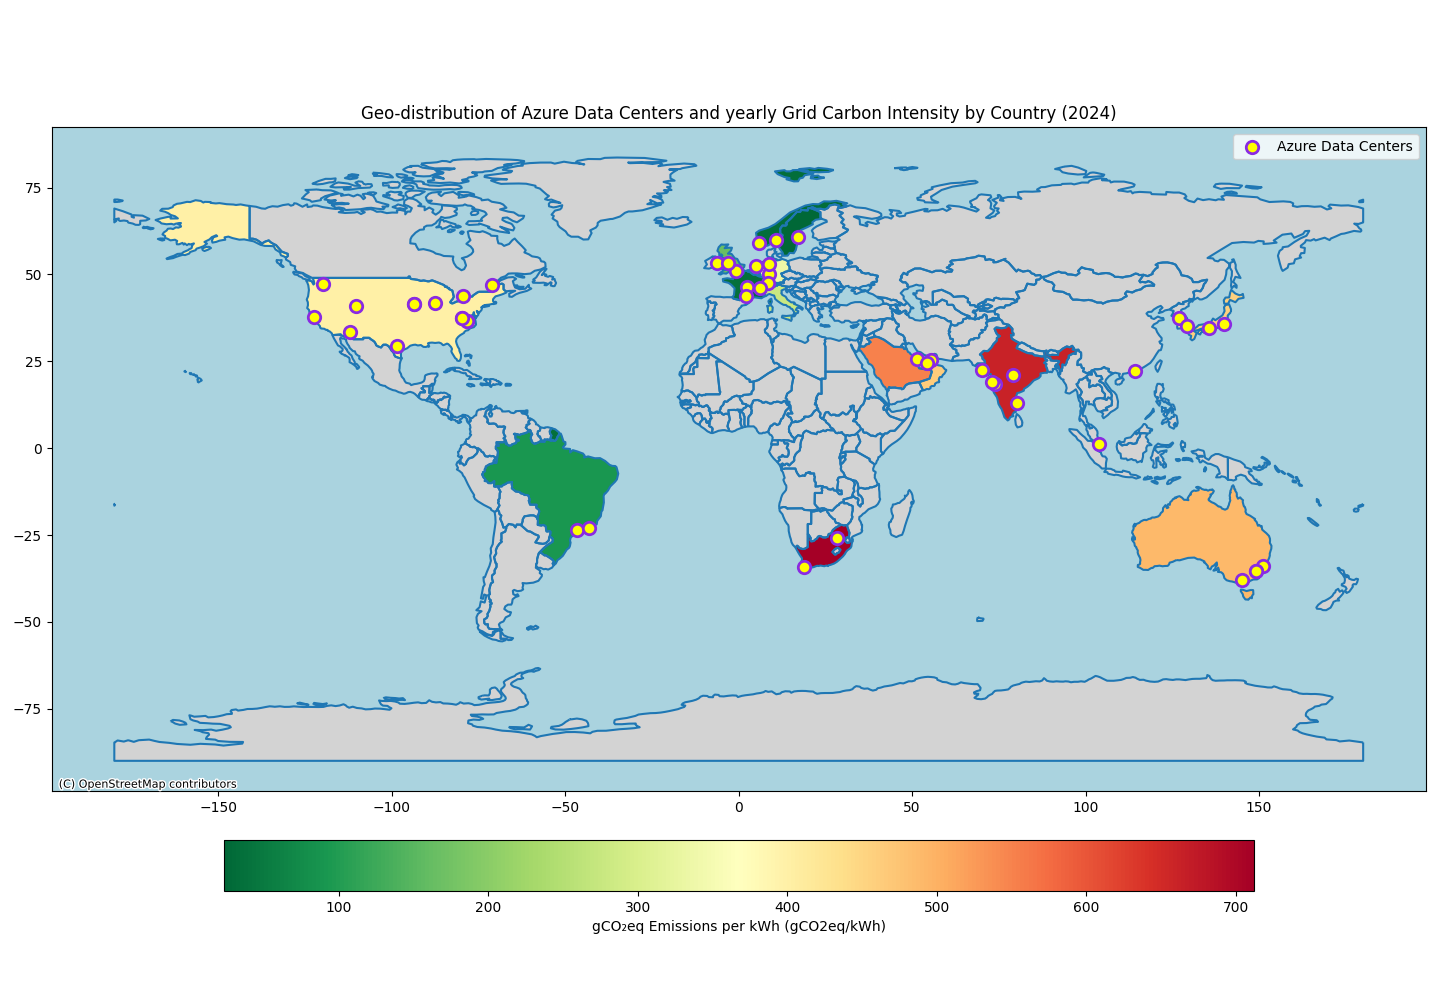 Geo-distribution of Azure Data Centers and yearly Grid Carbon Intensity by Country (2024)
Azure Data Centers
75
50
25
0
−25
−50
−75
(C) OpenStreetMap contributors
−150 −100 −50 0 50 100 150
100 200 300 400 500 600 700
gCO₂eq Emissions per kWh (gCO2eq/kWh)